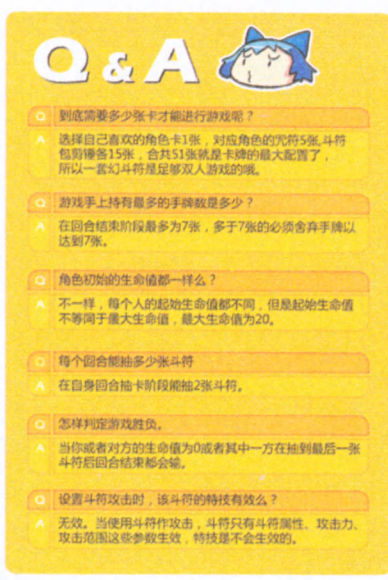 Q & A
Q 到底需要多少张卡才能进行游戏呢？
A 选择自己喜欢的角色卡1张，对应角色的咒符5张,斗符
包剪锤各15张，合共51张就是卡牌的最大配置了，
所以一套幻斗符是足够双人游戏的哦。
Q 游戏手上持有最多的手牌数是多少？
A 在回合结束阶段最多为7张，多于7张的必须舍弃手牌以
达到7张。
Q 角色初始的生命值都一样么？
A 不一样，每个人的起始生命值都不同，但是起始生命值
不等同于最大生命值，最大生命值为20。
Q 每个回合能抽多少张斗符
A 在自身回合抽卡阶段能抽2张斗符。
Q 怎样判定游戏胜负。
A 当你或者对方的生命值为0或者其中一方在抽到最后一张
斗符后回合结束都会输。
Q 设置斗符攻击时，该斗符的特技有效么？
A 无效。当使用斗符作攻击，斗符只有斗符属性、攻击力、
攻击范围这些参数生效，特技是不会生效的。